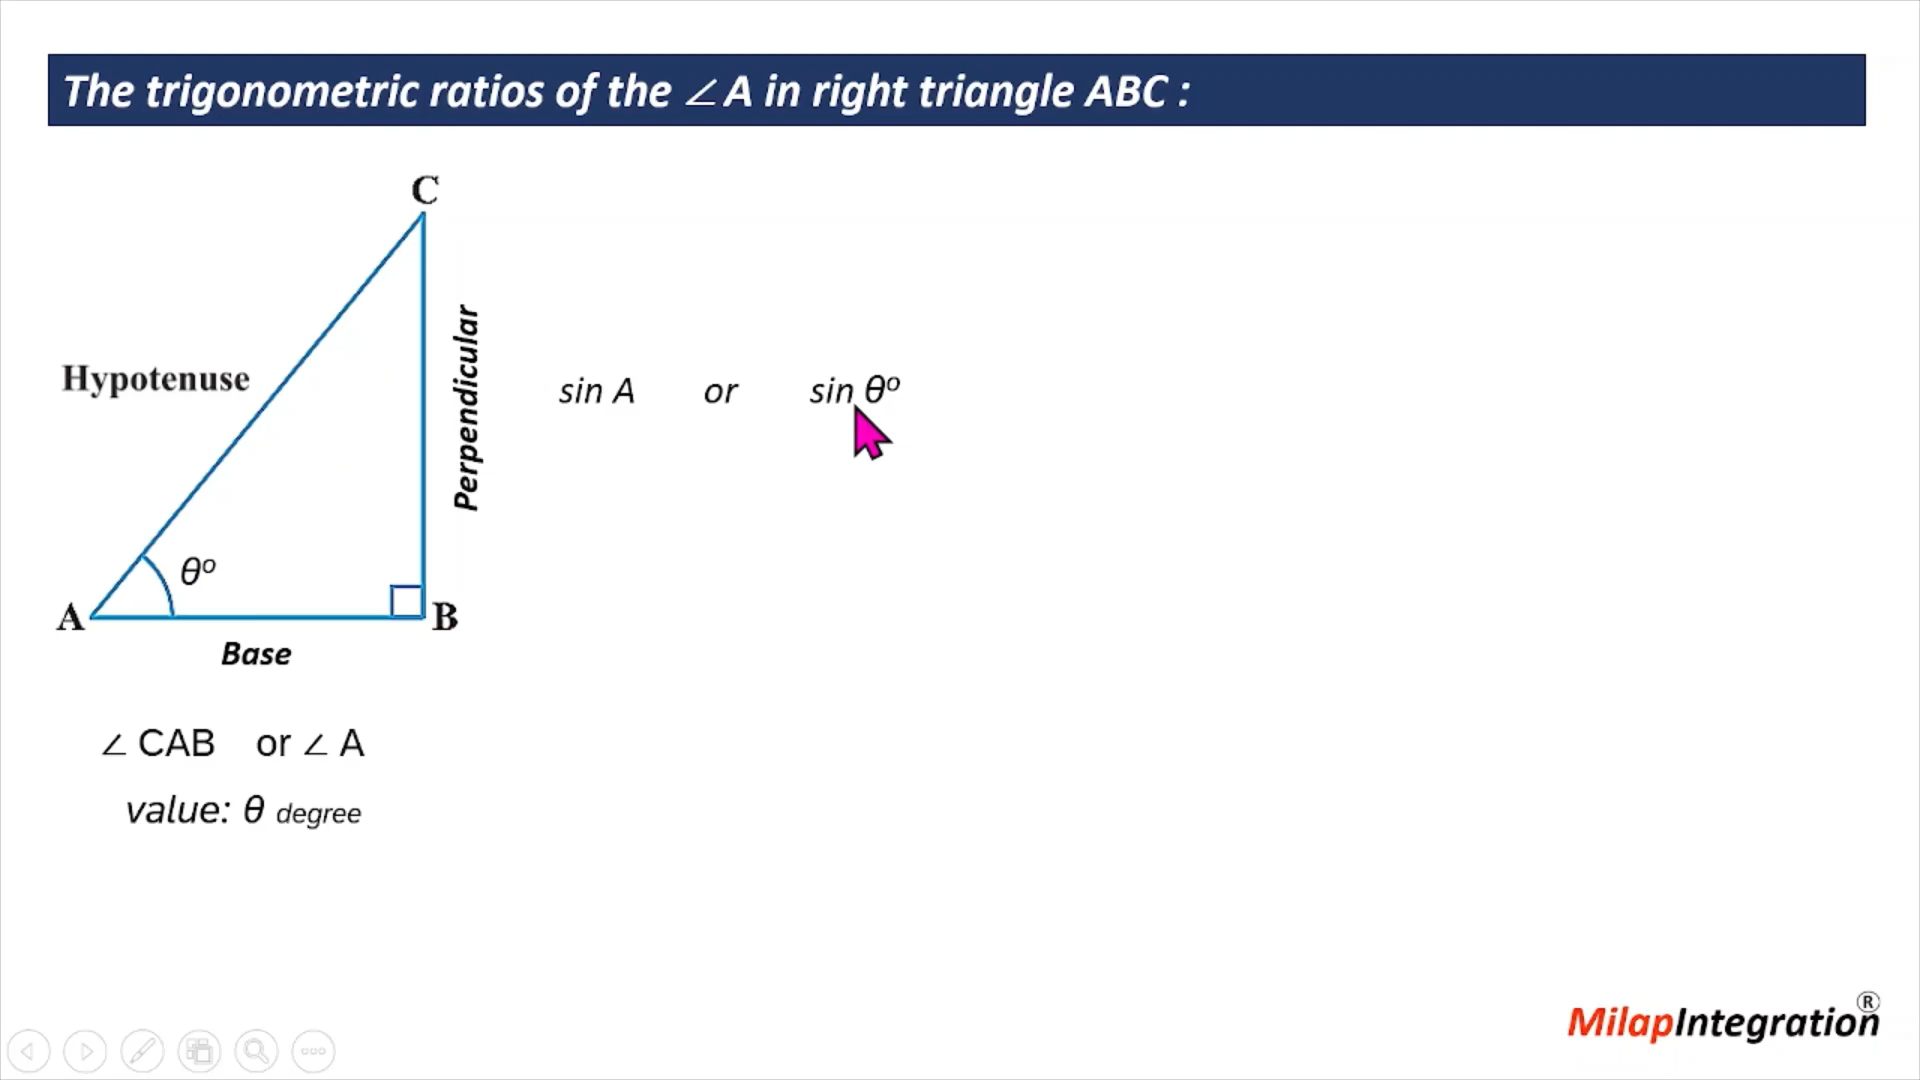 The trigonometric ratios of the ∠A in right triangle ABC :
C
Hypotenuse
Perpendicular
sin A or sin θº
θº
A
B
Base
∠ CAB or ∠ A
value: θ degree
MilapIntegration®